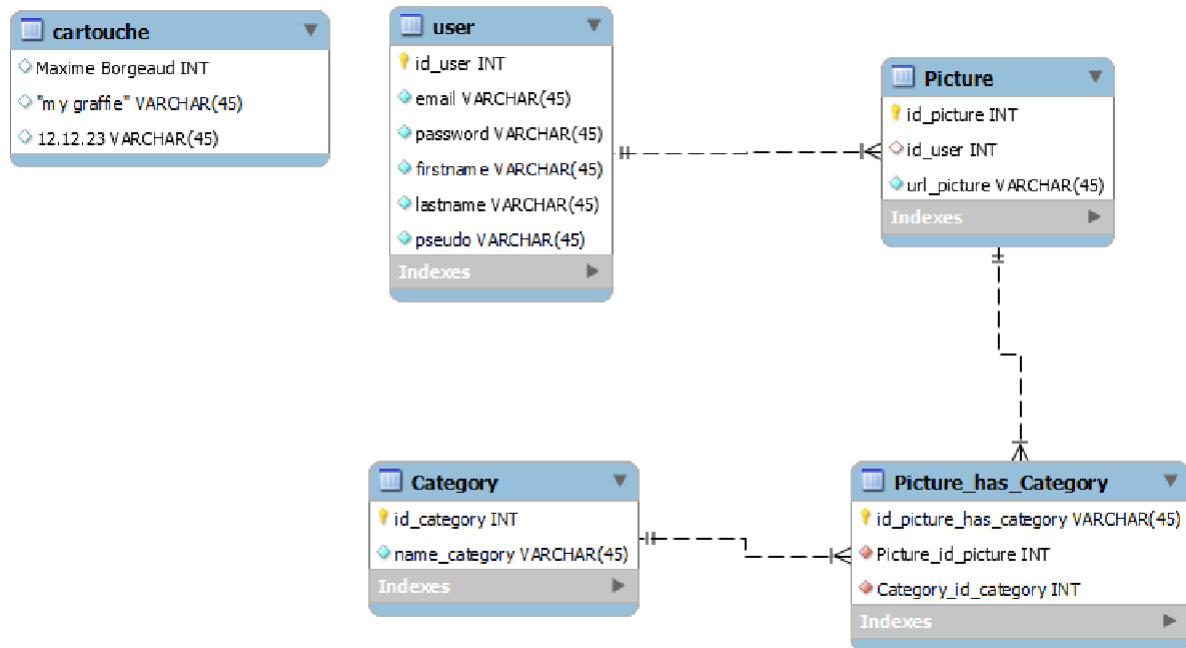 cartouche
Maxime Borgeaud INT
"my graffie" VARCHAR(45)
12.12.23 VARCHAR(45)
user
id_user INT
email VARCHAR(45)
password VARCHAR(45)
firstname VARCHAR(45)
lastname VARCHAR(45)
pseudo VARCHAR(45)
Indexes
Picture
id_picture INT
id_user INT
url_picture VARCHAR(45)
Indexes
Category
id_category INT
name_category VARCHAR(45)
Indexes
Picture_has_Category
id_picture_has_category VARCHAR(45)
Picture_id_picture INT
Category_id_category INT
Indexes